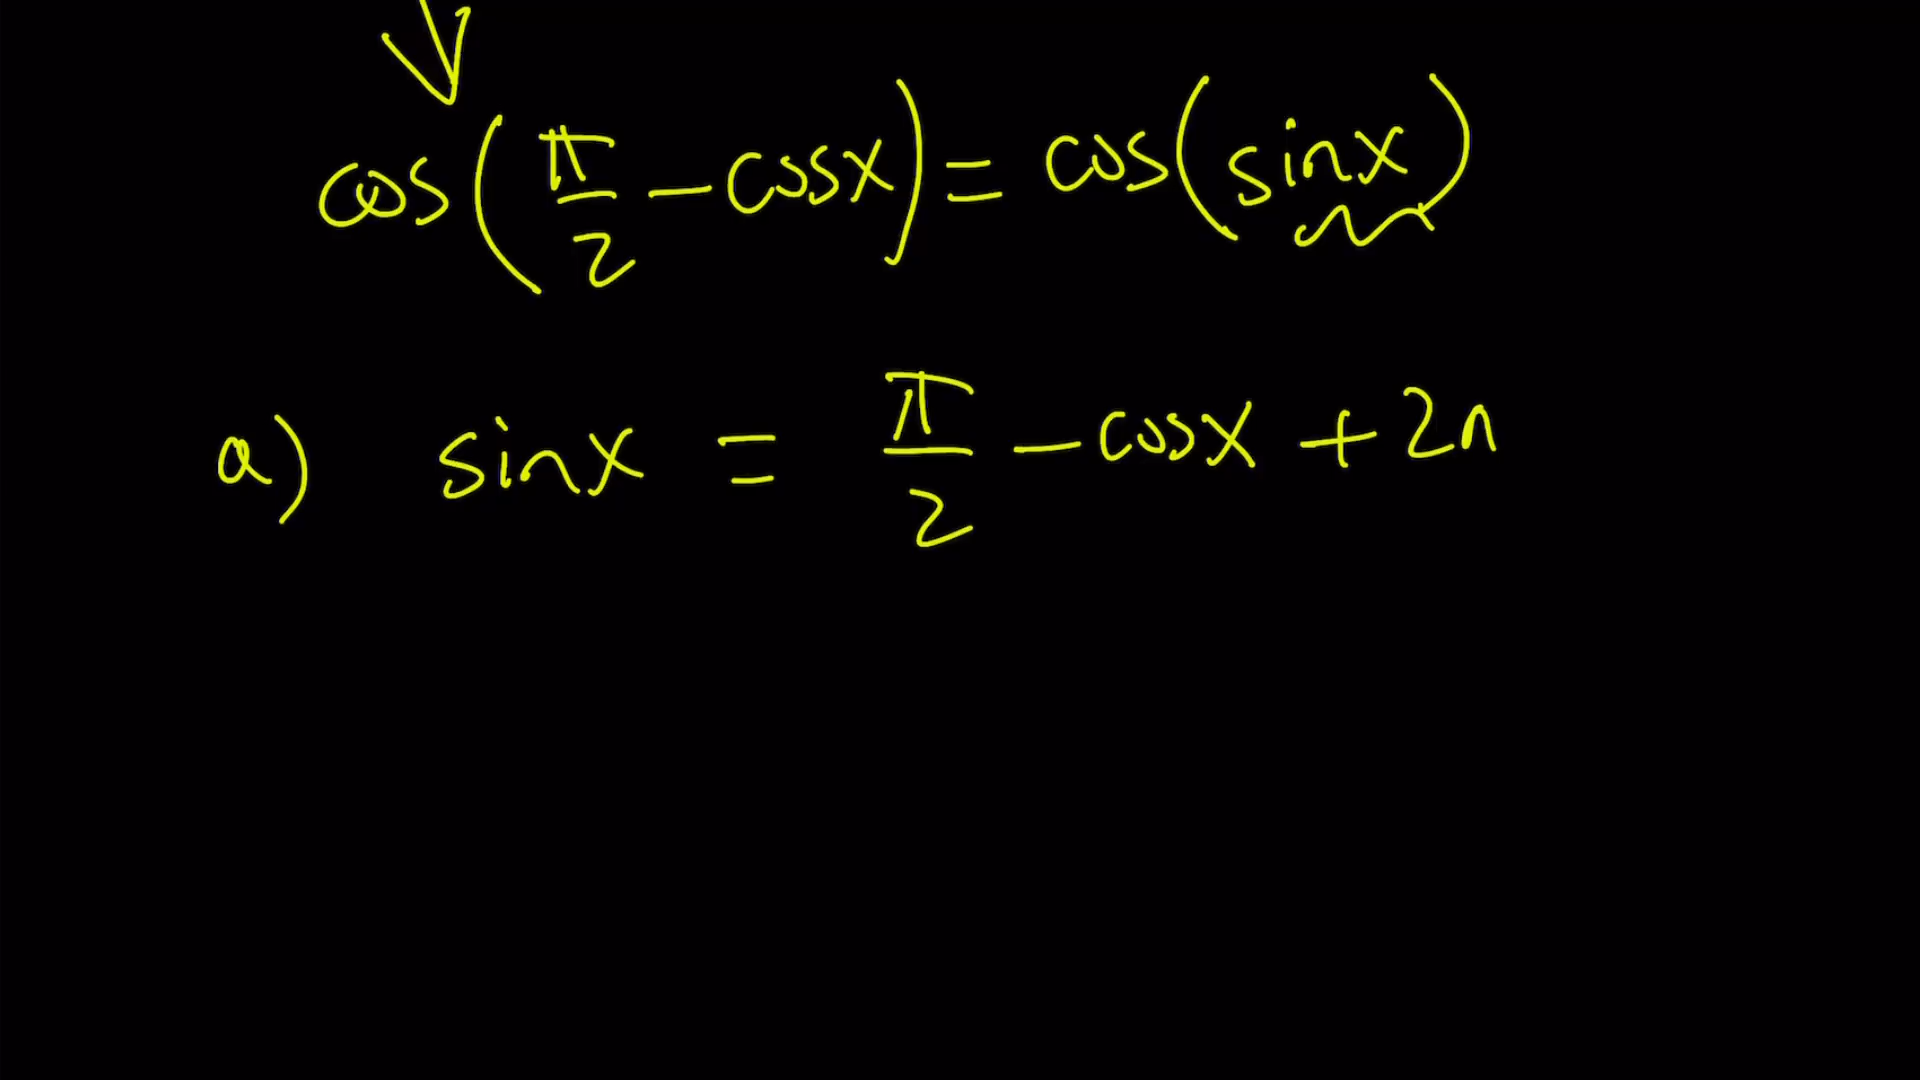 cos(π/2 - cosx) = cos(sinx)
a) sinx = π/2 - cosx + 2n